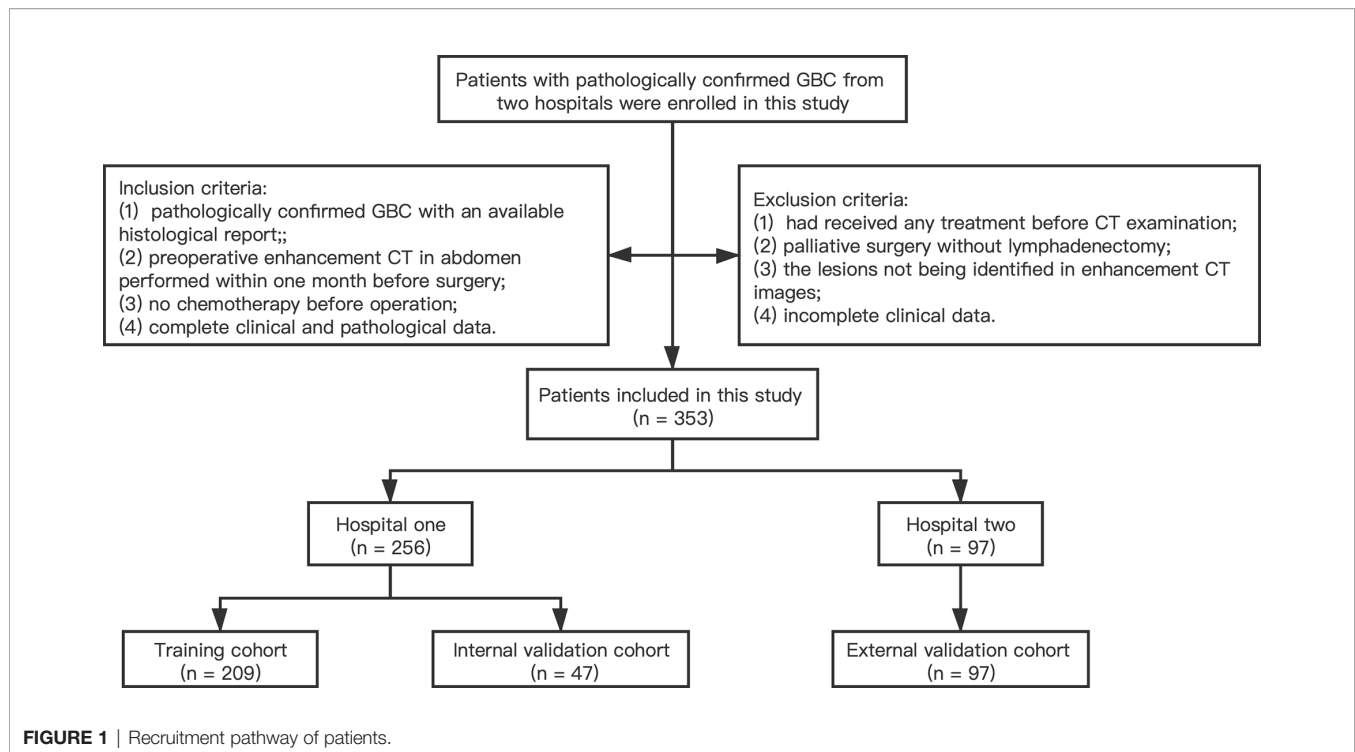 Patients with pathologically confirmed GBC from
two hospitals were enrolled in this study
Inclusion criteria:
(1) pathologically confirmed GBC with an available
histological report;;
(2) preoperative enhancement CT in abdomen
performed within one month before surgery;
(3) no chemotherapy before operation;
(4) complete clinical and pathological data.
Exclusion criteria:
(1) had received any treatment before CT examination;
(2) palliative surgery without lymphadenectomy;
(3) the lesions not being identified in enhancement CT
images;
(4) incomplete clinical data.
Patients included in this study
(n = 353)
Hospital one
(n = 256)
Hospital two
(n = 97)
Training cohort
(n = 209)
Internal validation cohort
(n = 47)
External validation cohort
(n = 97)
FIGURE 1 | Recruitment pathway of patients.